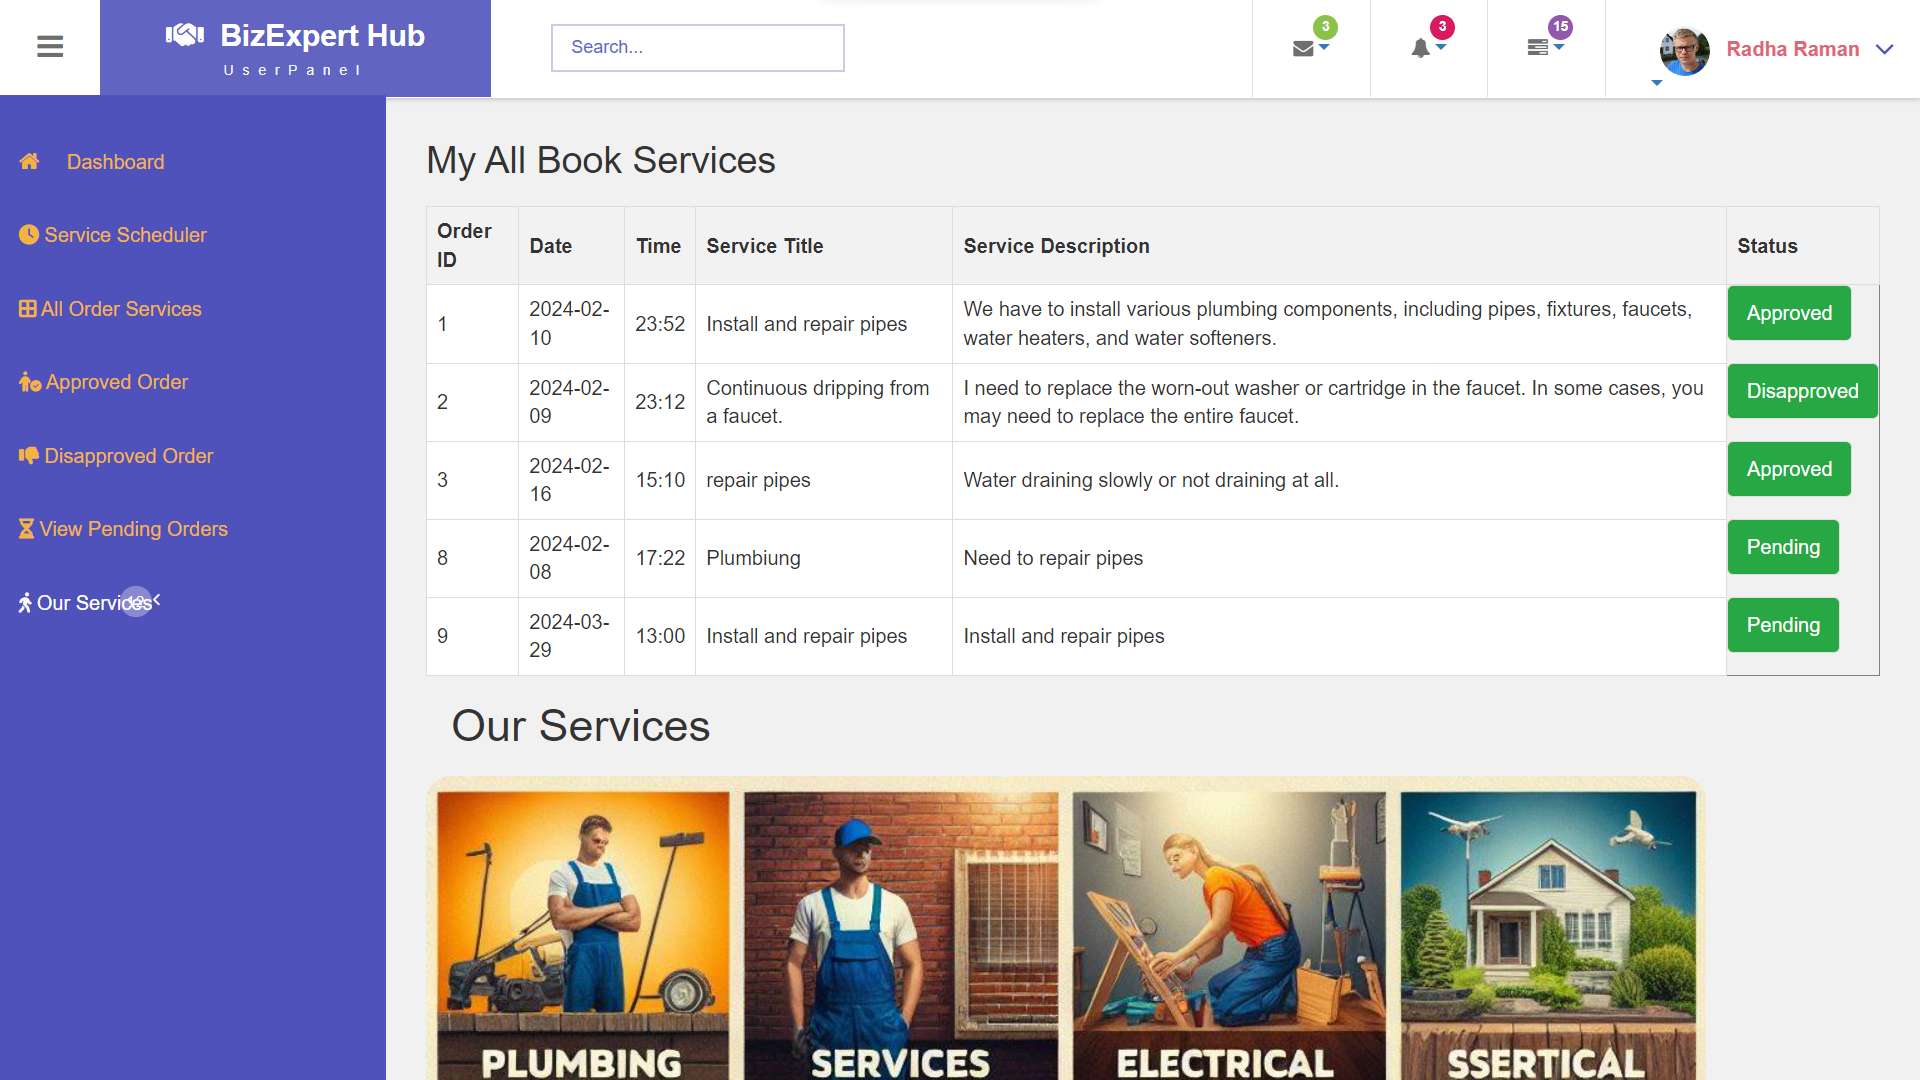 BizExpert Hub
UserPanel
Search...
3
3
15
Radha Raman
Dashboard
Service Scheduler
All Order Services
Approved Order
Disapproved Order
View Pending Orders
Our Services
12
My All Book Services
Order ID Date Time Service Title Service Description Status
1 2024-02-10 23:52 Install and repair pipes We have to install various plumbing components, including pipes, fixtures, faucets, water heaters, and water softeners. Approved
2 2024-02-09 23:12 Continuous dripping from a faucet. I need to replace the worn-out washer or cartridge in the faucet. In some cases, you may need to replace the entire faucet. Disapproved
3 2024-02-16 15:10 repair pipes Water draining slowly or not draining at all. Approved
8 2024-02-08 17:22 Plumbiung Need to repair pipes Pending
9 2024-03-29 13:00 Install and repair pipes Install and repair pipes Pending
Our Services
PLUMBING SERVICES ELECTRICAL SSERTICAL